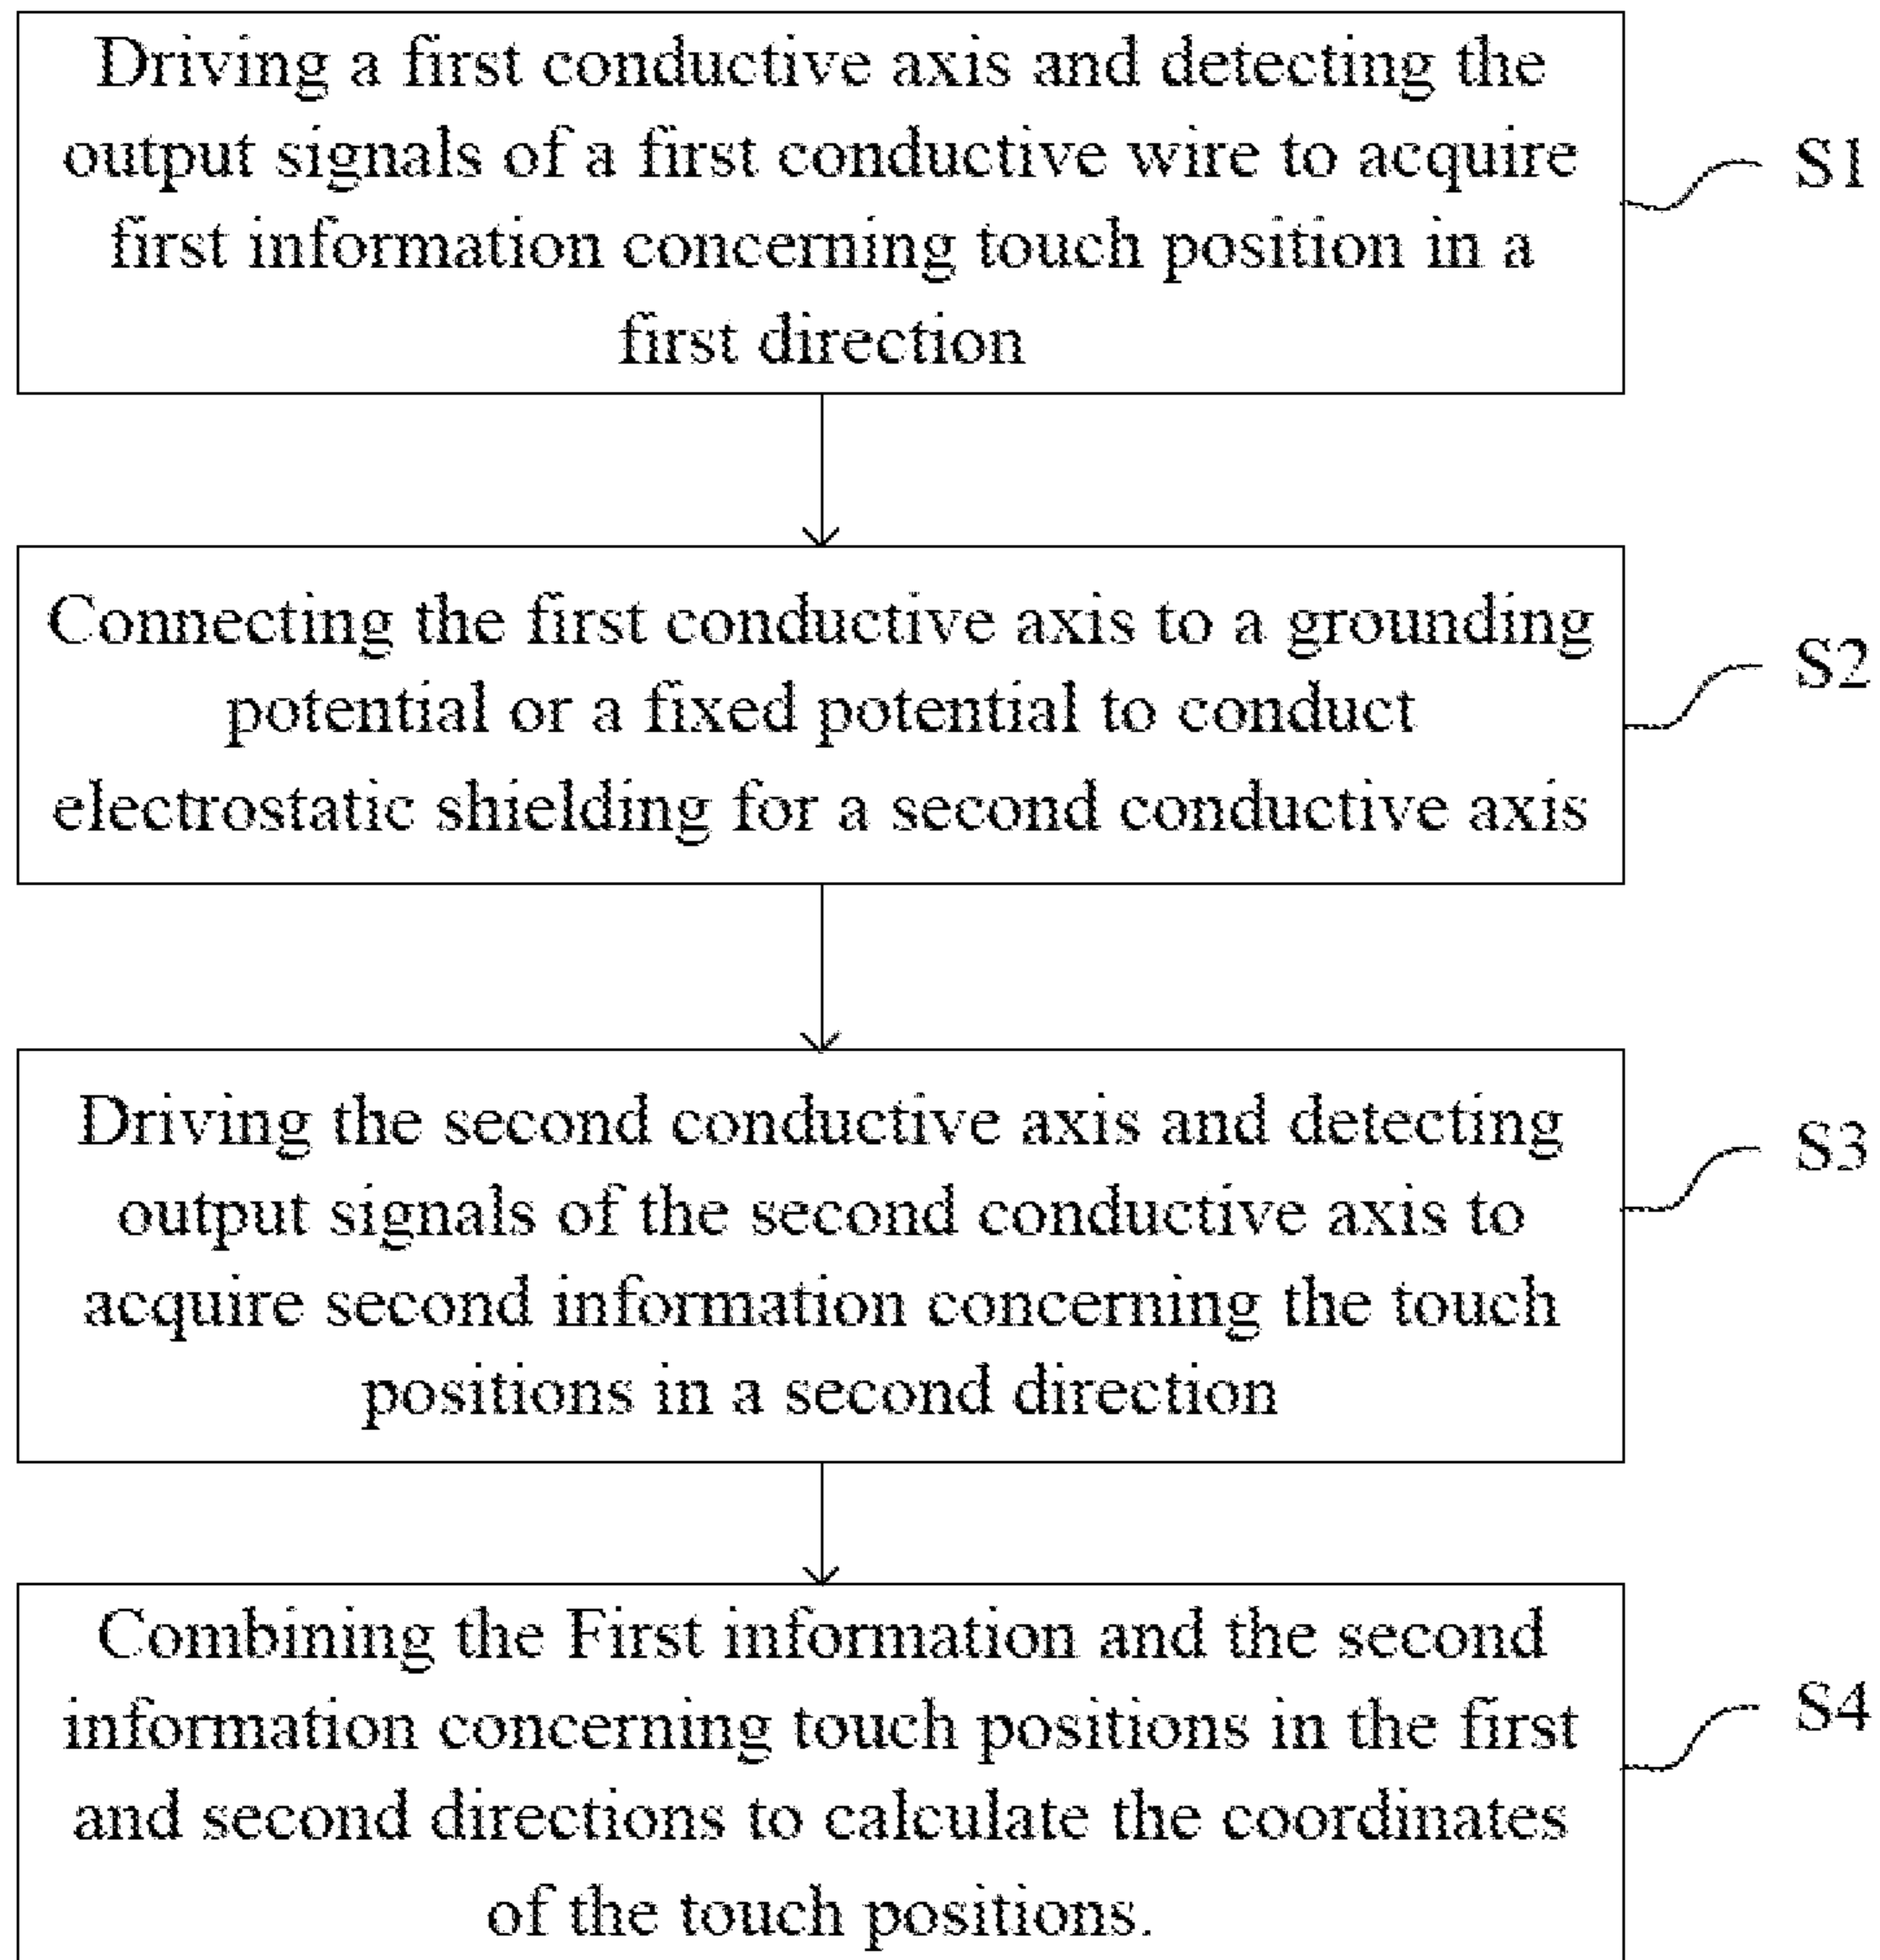 Driving a first conductive axis and detecting the
output signals of a first conductive wire to acquire
first information concerning touch position in a
first direction
S1
Connecting the first conductive axis to a grounding
potential or a fixed potential to conduct
electrostatic shielding for a second conductive axis
S2
Driving the second conductive axis and detecting
output signals of the second conductive axis to
acquire second information concerning the touch
positions in a second direction
S3
Combining the First information and the second
information concerning touch positions in the first
and second directions to calculate the coordinates
of the touch positions.
S4